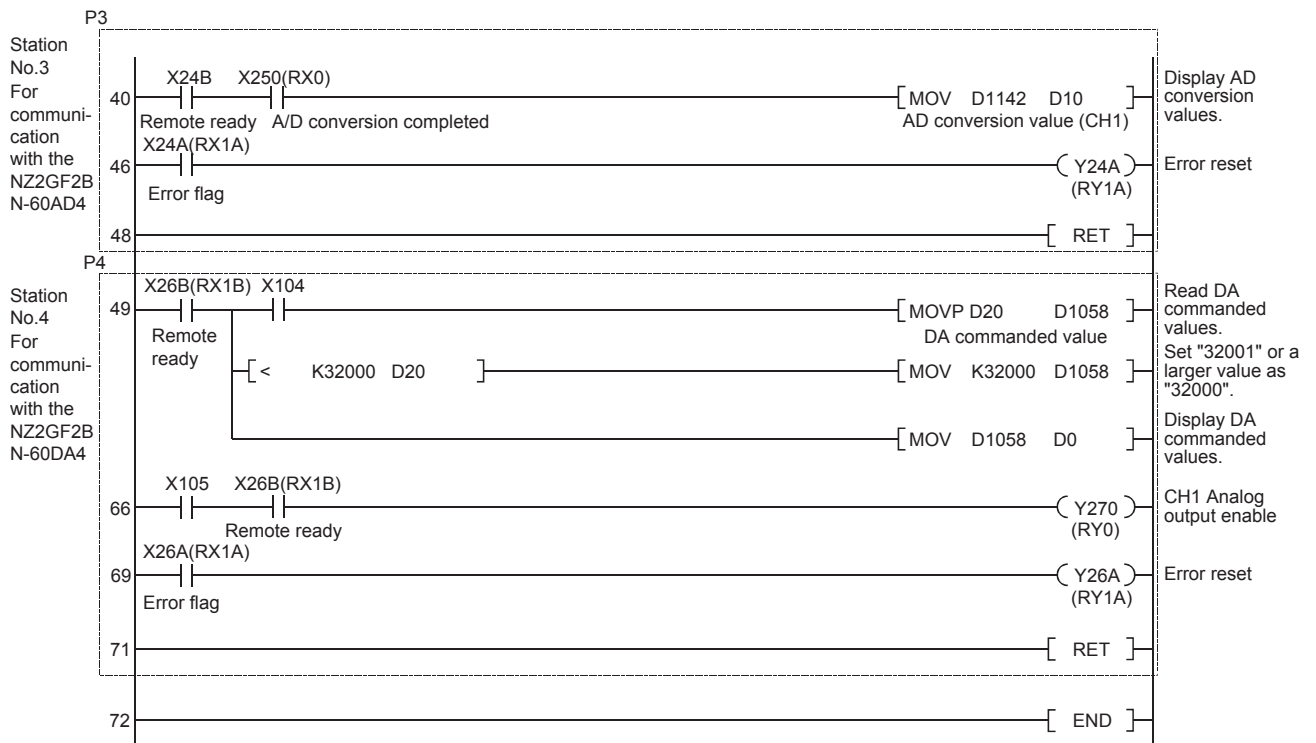 P3
Station
No.3
For
communi-
cation
with the
NZ2GF2B
N-60AD4
X24B X250(RX0)
40 [ MOV D1142 D10 ] Display AD
conversion
values.
Remote ready A/D conversion completed AD conversion value (CH1)
X24A(RX1A)
46 ( Y24A ) Error reset
Error flag (RY1A)
48 [ RET ]
P4
Station
No.4
For
communi-
cation
with the
NZ2GF2B
N-60DA4
X26B(RX1B) X104
49 [ MOVP D20 D1058 ] Read DA
commanded
values.
Remote
ready
DA commanded value
[ < K32000 D20 ] [ MOV K32000 D1058 ] Set "32001" or a
larger value as
"32000".
[ MOV D1058 D0 ] Display DA
commanded
values.
X105 X26B(RX1B)
66 ( Y270 ) CH1 Analog
output enable
Remote ready (RY0)
X26A(RX1A)
69 ( Y26A ) Error reset
Error flag (RY1A)
71 [ RET ]
72 [ END ]